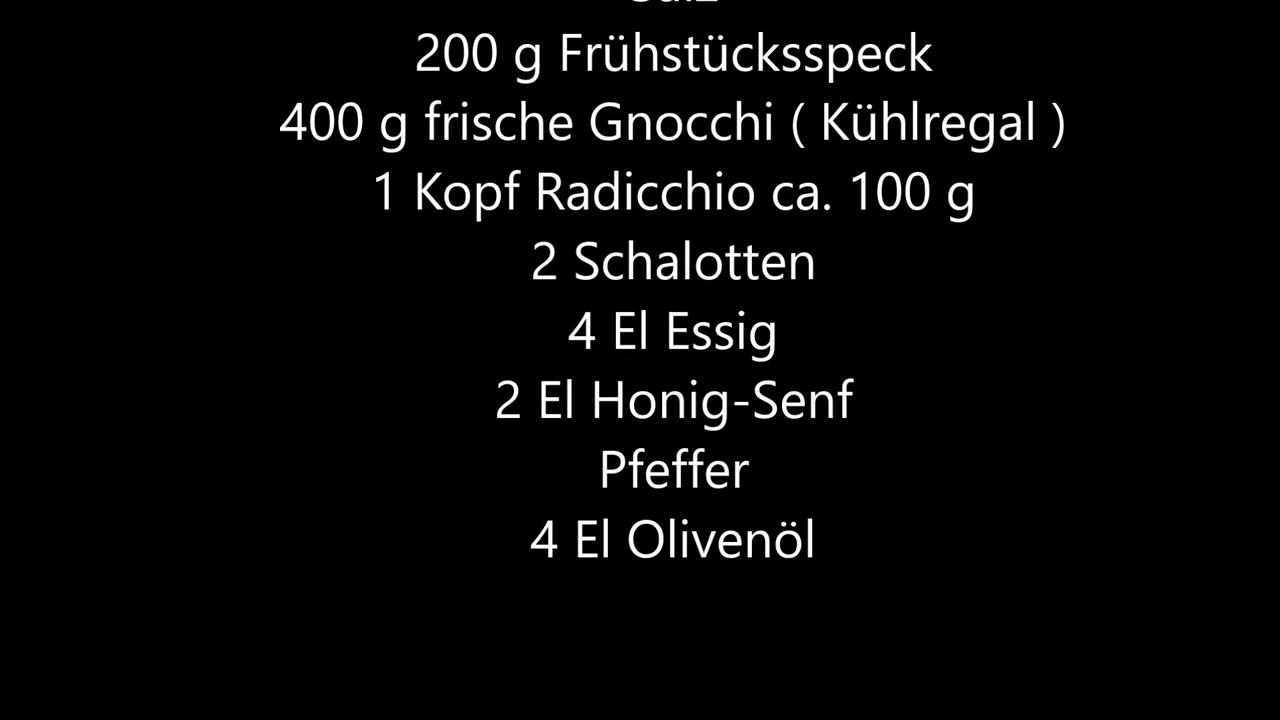 200 g Frühstücksspeck
400 g frische Gnocchi ( Kühlregal )
1 Kopf Radicchio ca. 100 g
2 Schalotten
4 El Essig
2 El Honig-Senf
Pfeffer
4 El Olivenöl